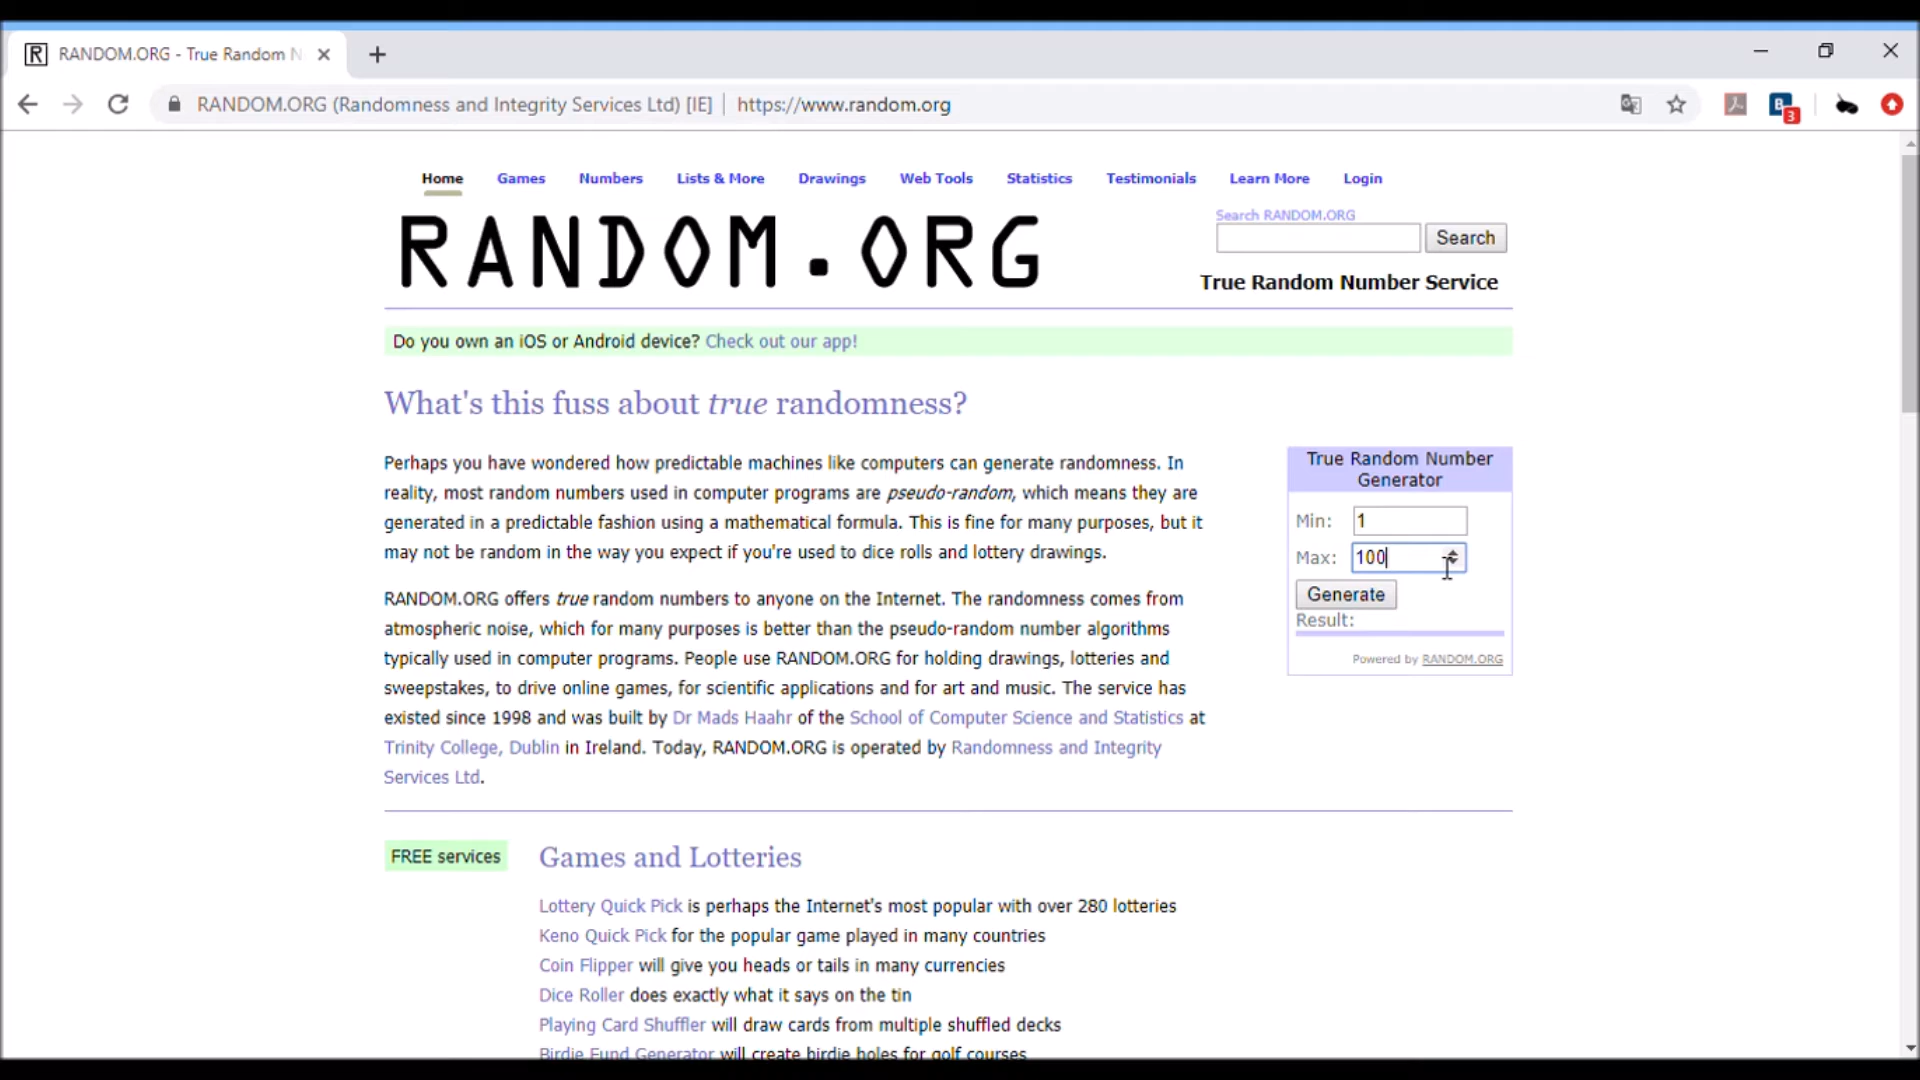 RANDOM.ORG - True Random N
RANDOM.ORG (Randomness and Integrity Services Ltd) [IE] https://www.random.org
B 3
Home Games Numbers Lists & More Drawings Web Tools Statistics Testimonials Learn More Login
RANDOM.ORG
Search RANDOM.ORG
Search
True Random Number Service
Do you own an iOS or Android device? Check out our app!
What's this fuss about true randomness?
Perhaps you have wondered how predictable machines like computers can generate randomness. In
reality, most random numbers used in computer programs are pseudo-random, which means they are
generated in a predictable fashion using a mathematical formula. This is fine for many purposes, but it
may not be random in the way you expect if you're used to dice rolls and lottery drawings.
RANDOM.ORG offers true random numbers to anyone on the Internet. The randomness comes from
atmospheric noise, which for many purposes is better than the pseudo-random number algorithms
typically used in computer programs. People use RANDOM.ORG for holding drawings, lotteries and
sweepstakes, to drive online games, for scientific applications and for art and music. The service has
existed since 1998 and was built by Dr Mads Haahr of the School of Computer Science and Statistics at
Trinity College, Dublin in Ireland. Today, RANDOM.ORG is operated by Randomness and Integrity
Services Ltd.
True Random Number
Generator
Min: 1
Max: 100
Generate
Result:
Powered by RANDOM.ORG
FREE services
Games and Lotteries
Lottery Quick Pick is perhaps the Internet's most popular with over 280 lotteries
Keno Quick Pick for the popular game played in many countries
Coin Flipper will give you heads or tails in many currencies
Dice Roller does exactly what it says on the tin
Playing Card Shuffler will draw cards from multiple shuffled decks
Birdie Fund Generator will create birdie holes for golf courses